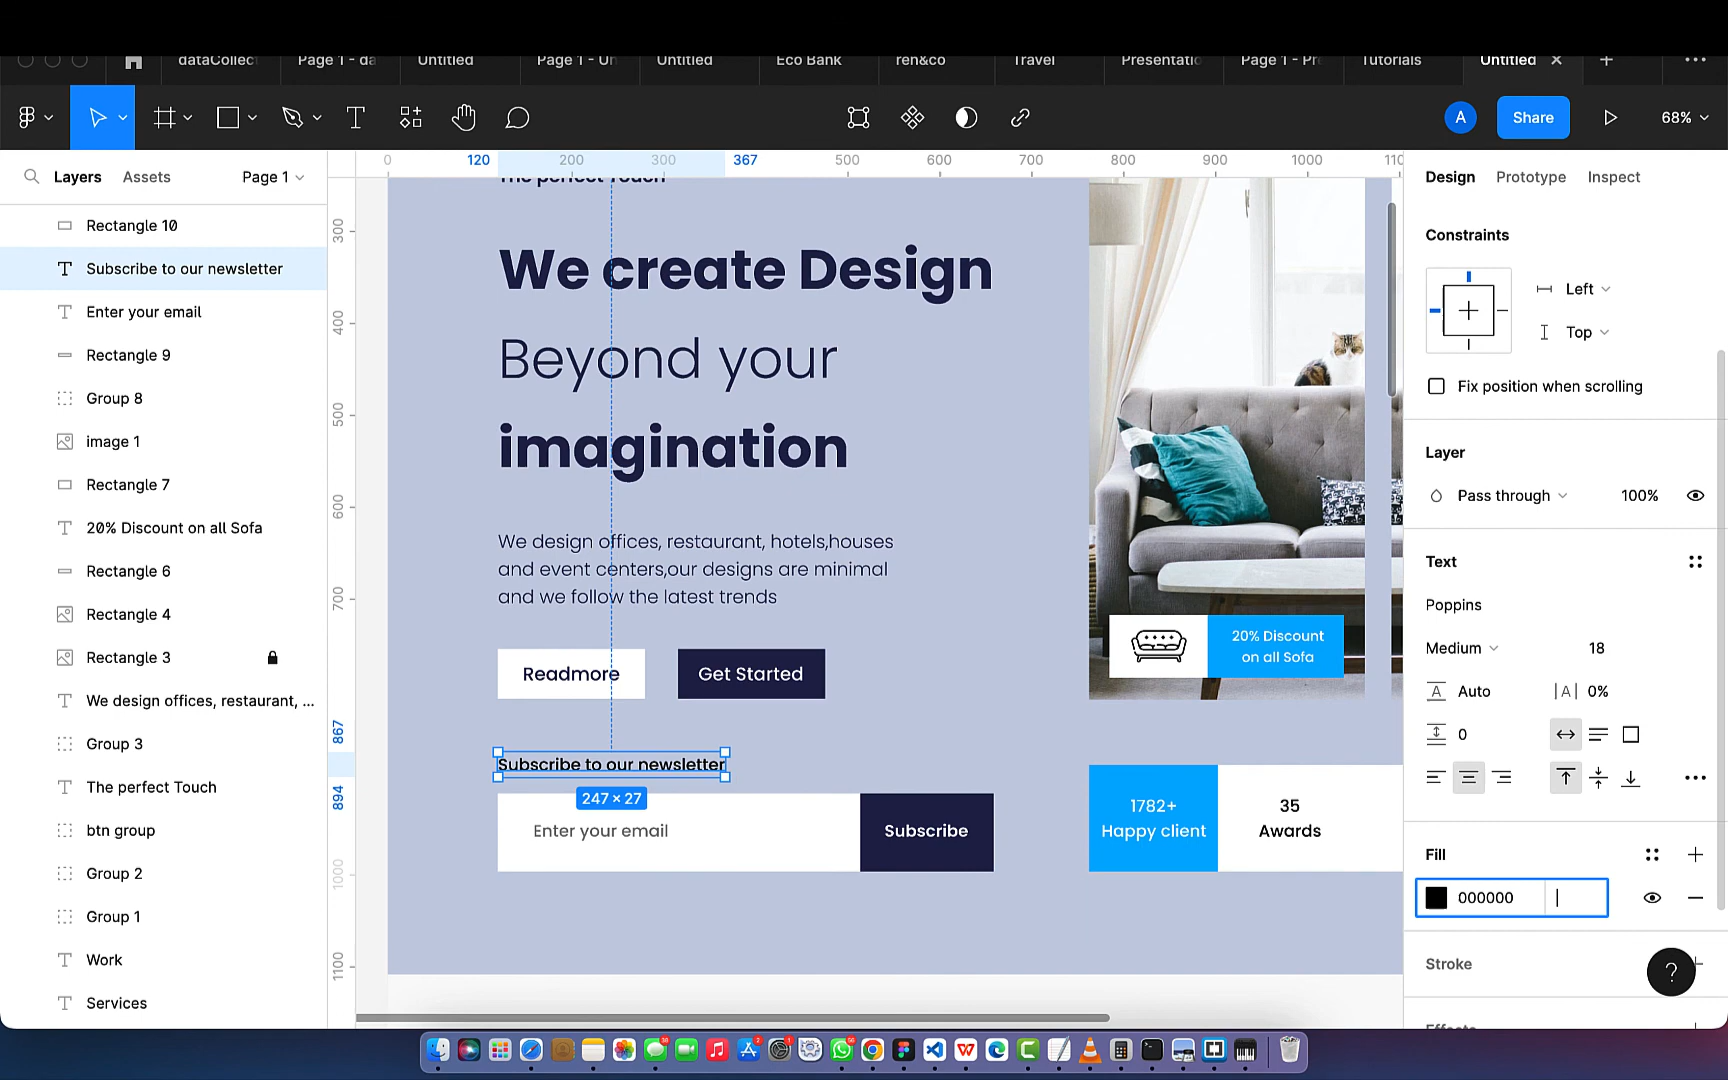 dataCollec
Page 1 - da
Untitled
Page 1 - Un
Untitled
Eco Bank
ren&co
Travel
Presentatio
Page 1 - Pre
Tutorials
Untitled
A
Share
68%
Layers
Assets
Page 1
Rectangle 10
Subscribe to our newsletter
Enter your email
Rectangle 9
Group 8
image 1
Rectangle 7
20% Discount on all Sofa
Rectangle 6
Rectangle 4
Rectangle 3
We design offices, restaurant, ...
Group 3
The perfect Touch
btn group
Group 2
Group 1
Work
Services
0
120
200
300
367
500
600
700
800
900
1000
110
300
400
500
600
700
867
894
1000
1100
The perfect Touch
We create Design
Beyond your
imagination
We design offices, restaurant, hotels,houses
and event centers,our designs are minimal
and we follow the latest trends
Readmore
Get Started
Subscribe to our newsletter
247 × 27
Enter your email
Subscribe
20% Discount
on all Sofa
1782+
Happy client
35
Awards
Design
Prototype
Inspect
Constraints
Left
Top
Fix position when scrolling
Layer
Pass through
100%
Text
Poppins
Medium
18
Auto
0%
0
Fill
000000
Stroke
Effects
?